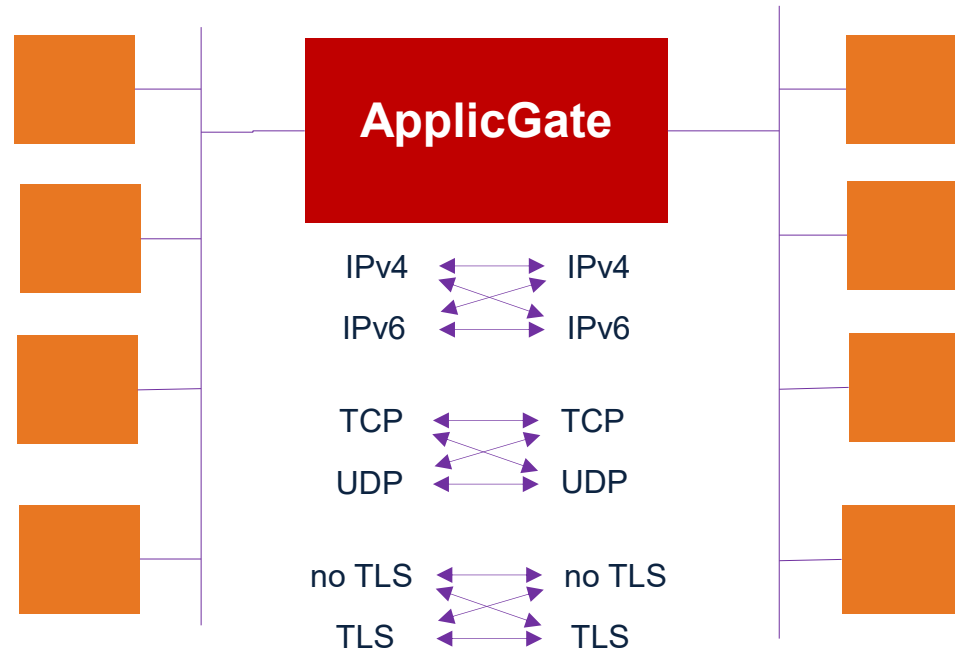 ApplicGate
IPv4 IPv4
IPv6 IPv6
TCP TCP
UDP UDP
no TLS no TLS
TLS TLS